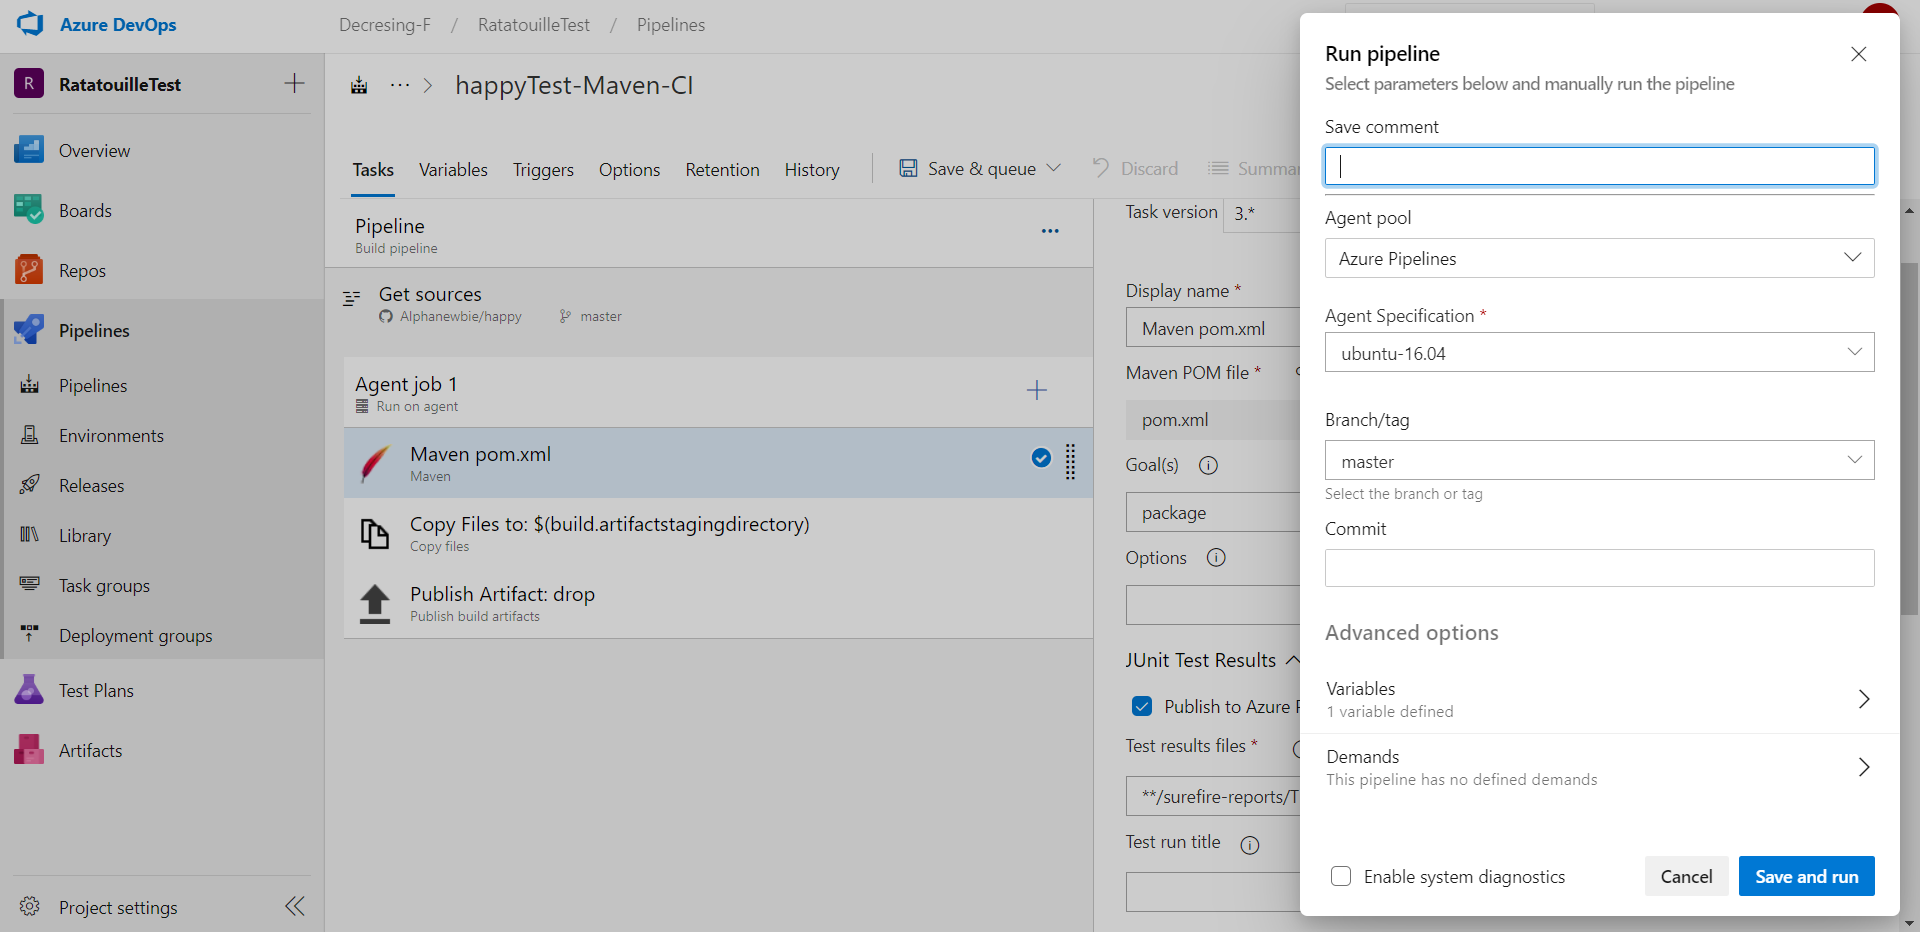 Azure DevOps
Decresing-F / RatatouilleTest / Pipelines
R RatatouilleTest
Overview
Boards
Repos
Pipelines
Pipelines
Environments
Releases
Library
Task groups
Deployment groups
Test Plans
Artifacts
Project settings
... > happyTest-Maven-CI
Tasks Variables Triggers Options Retention History Save & queue Discard Summar
Pipeline
Build pipeline
Get sources
Alphanewbie/happy master
Agent job 1
Run on agent
Maven pom.xml
Maven
Copy Files to: $(build.artifactstagingdirectory)
Copy files
Publish Artifact: drop
Publish build artifacts
Task version 3.*
Display name *
Maven pom.xml
Maven POM file *
pom.xml
Goal(s)
package
Options
JUnit Test Results
Publish to Azure
Test results files *
**/surefire-reports/T
Test run title
Run pipeline
Select parameters below and manually run the pipeline
Save comment
Agent pool
Azure Pipelines
Agent Specification *
ubuntu-16.04
Branch/tag
master
Select the branch or tag
Commit
Advanced options
Variables
1 variable defined
Demands
This pipeline has no defined demands
Enable system diagnostics
Cancel
Save and run